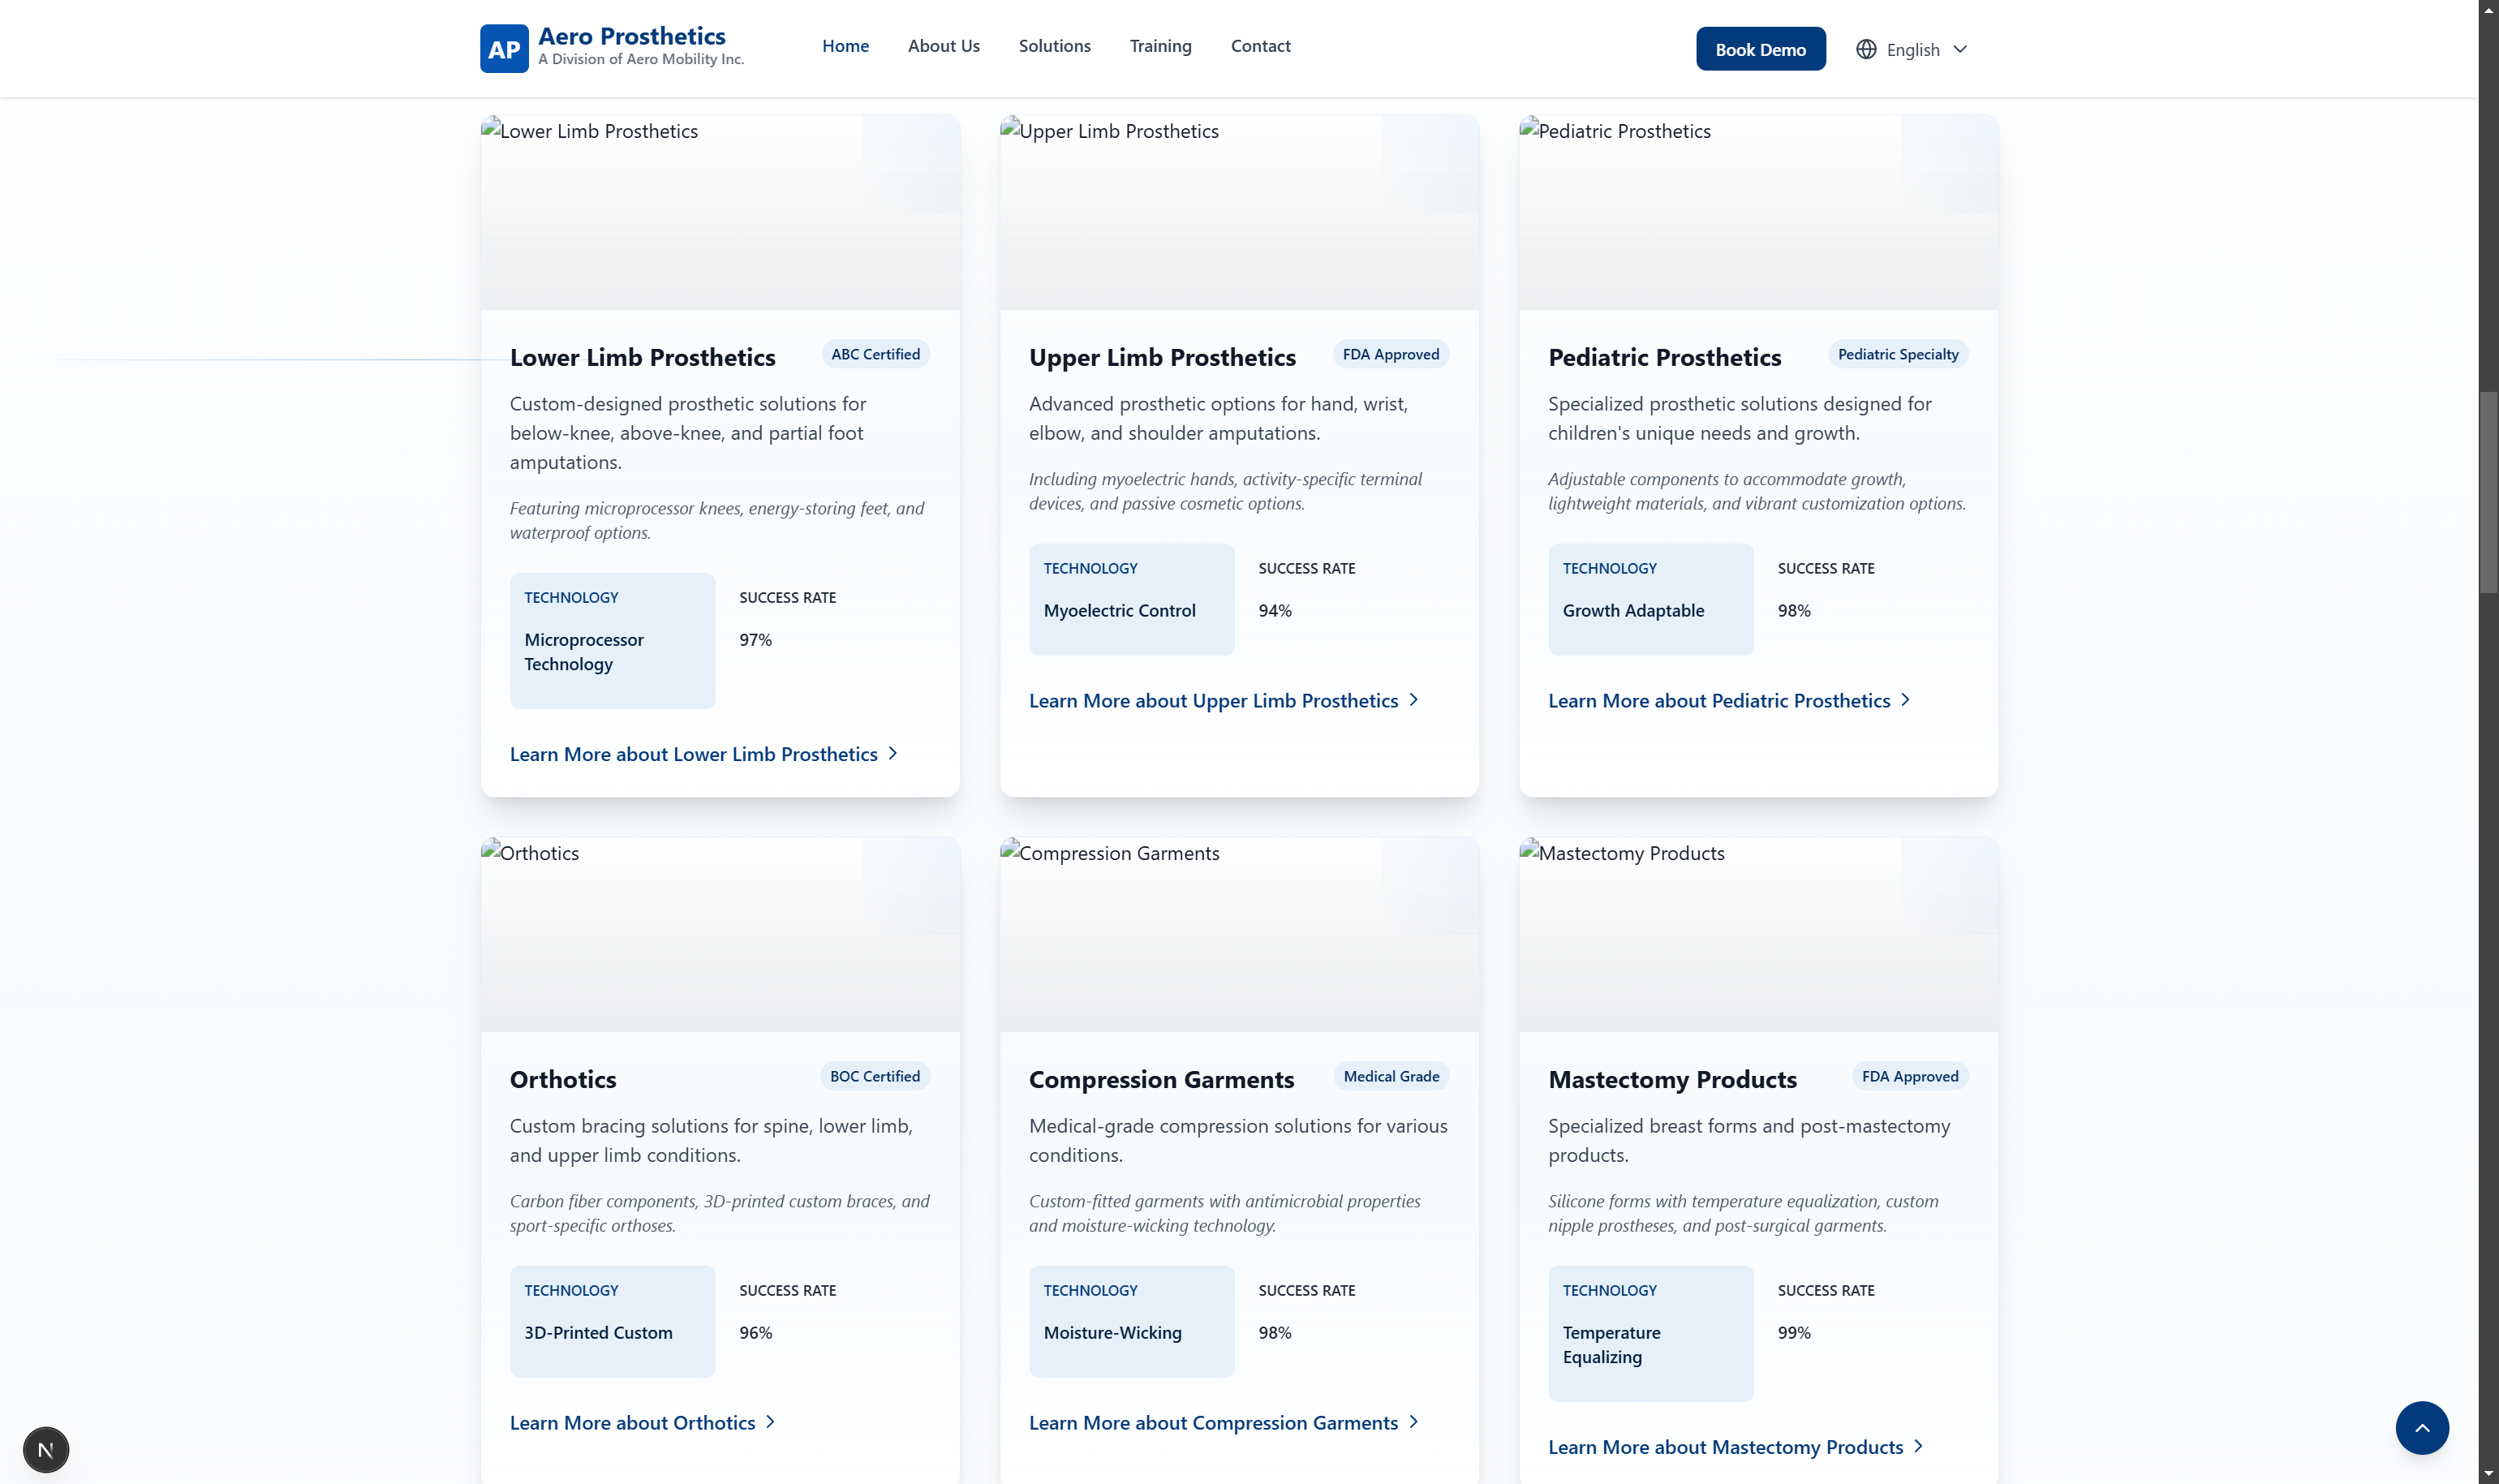 AP
Aero Prosthetics
A Division of Aero Mobility Inc.
Home
About Us
Solutions
Training
Contact
Book Demo
English
Lower Limb Prosthetics
Lower Limb Prosthetics
ABC Certified
Custom-designed prosthetic solutions for
below-knee, above-knee, and partial foot
amputations.
Featuring microprocessor knees, energy-storing feet, and
waterproof options.
TECHNOLOGY
Microprocessor
Technology
SUCCESS RATE
97%
Learn More about Lower Limb Prosthetics
Upper Limb Prosthetics
Upper Limb Prosthetics
FDA Approved
Advanced prosthetic options for hand, wrist,
elbow, and shoulder amputations.
Including myoelectric hands, activity-specific terminal
devices, and passive cosmetic options.
TECHNOLOGY
Myoelectric Control
SUCCESS RATE
94%
Learn More about Upper Limb Prosthetics
Pediatric Prosthetics
Pediatric Prosthetics
Pediatric Specialty
Specialized prosthetic solutions designed for
children's unique needs and growth.
Adjustable components to accommodate growth,
lightweight materials, and vibrant customization options.
TECHNOLOGY
Growth Adaptable
SUCCESS RATE
98%
Learn More about Pediatric Prosthetics
Orthotics
Orthotics
BOC Certified
Custom bracing solutions for spine, lower limb,
and upper limb conditions.
Carbon fiber components, 3D-printed custom braces, and
sport-specific orthoses.
TECHNOLOGY
3D-Printed Custom
SUCCESS RATE
96%
Learn More about Orthotics
Compression Garments
Compression Garments
Medical Grade
Medical-grade compression solutions for various
conditions.
Custom-fitted garments with antimicrobial properties
and moisture-wicking technology.
TECHNOLOGY
Moisture-Wicking
SUCCESS RATE
98%
Learn More about Compression Garments
Mastectomy Products
Mastectomy Products
FDA Approved
Specialized breast forms and post-mastectomy
products.
Silicone forms with temperature equalization, custom
nipple prostheses, and post-surgical garments.
TECHNOLOGY
Temperature
Equalizing
SUCCESS RATE
99%
Learn More about Mastectomy Products
N